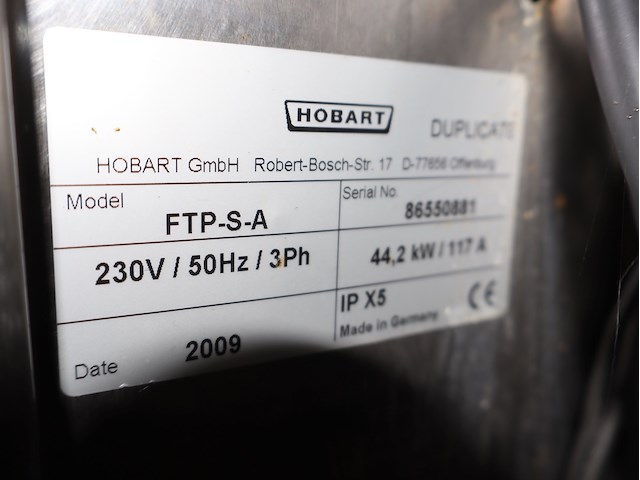 HOBART
DUPLICATE
HOBART GmbH Robert-Bosch-Str. 17 D-77656 Offenburg
Model
FTP-S-A
Serial No.
86550881
230V / 50Hz / 3Ph
44,2 kW / 117 A
IP X5
CE
Made in Germany
Date
2009